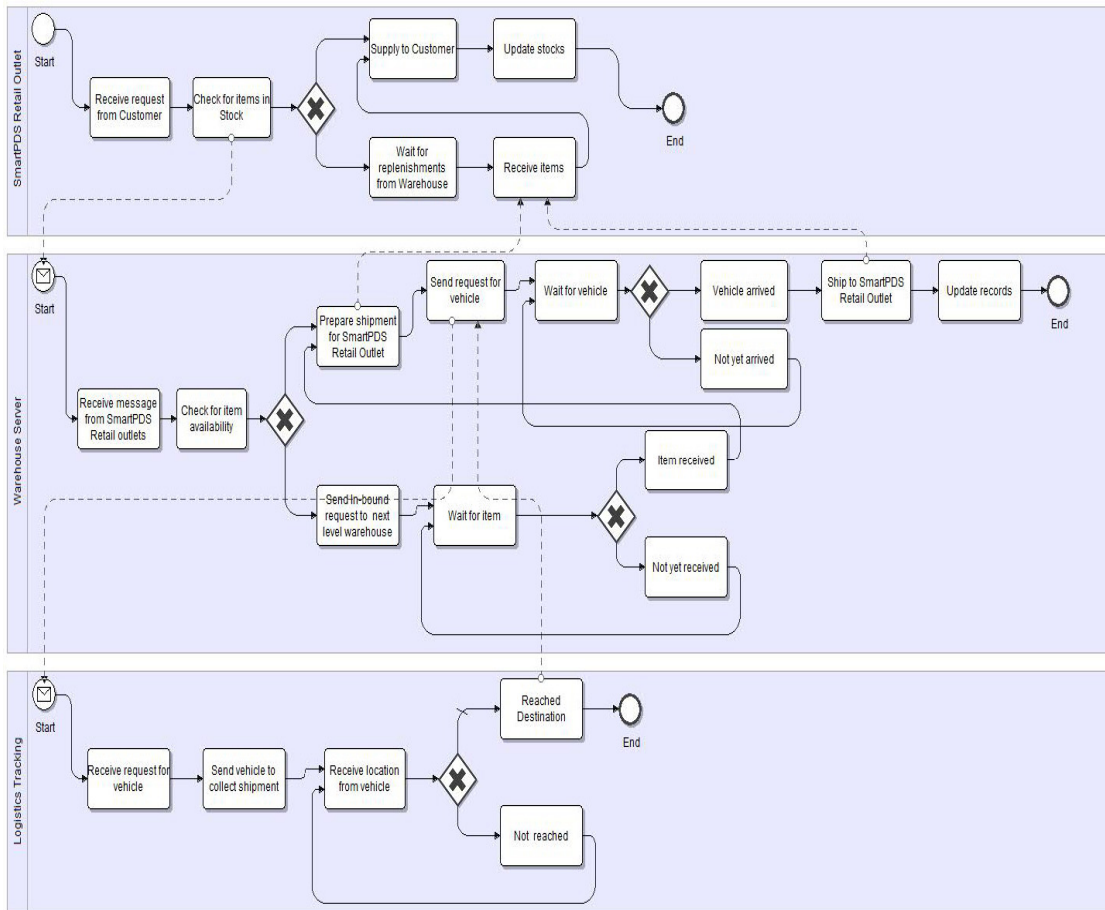 SmartPDS Retail Outlet
Start
Receive request
from Customer
Check for items in
Stock
Supply to Customer
Update stocks
Wait for
replenishments
from Warehouse
Receive items
End
Warehouse Server
Start
Receive message
from SmartPDS
Retail outlets
Check for item
availability
Prepare shipment
for SmartPDS
Retail Outlet
Send request for
vehicle
Wait for vehicle
Vehicle arrived
Not yet arrived
Ship to SmartPDS
Retail Outlet
Update records
End
Send In-bound
request to next
level warehouse
Wait for item
Item received
Not yet received
Logistics Tracking
Start
Receive request for
vehicle
Send vehicle to
collect shipment
Receive location
from vehicle
Reached
Destination
Not reached
End